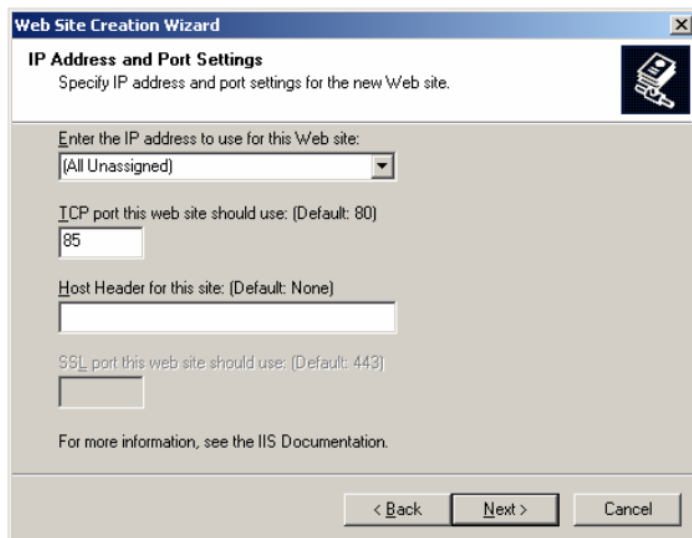 Web Site Creation Wizard
IP Address and Port Settings
Specify IP address and port settings for the new Web site.
Enter the IP address to use for this Web site:
(All Unassigned)
TCP port this web site should use: (Default: 80)
85
Host Header for this site: (Default: None)
SSL port this web site should use: (Default: 443)
For more information, see the IIS Documentation.
< Back Next > Cancel